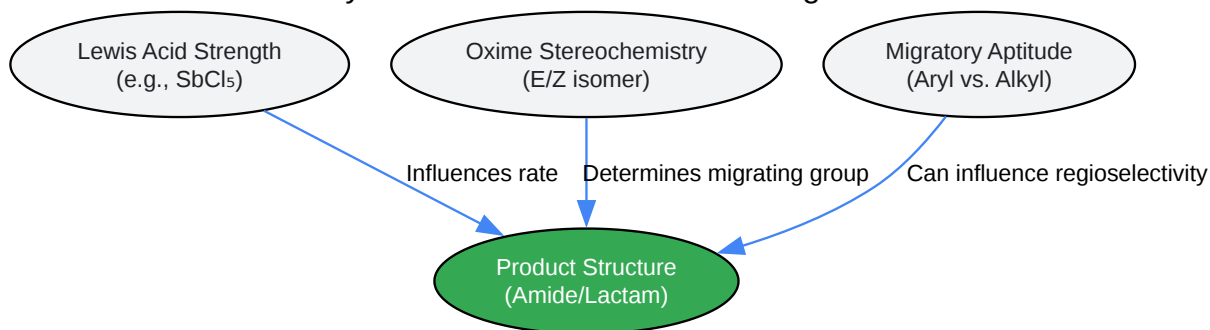 Lewis Acid Strength
(e.g., SbCl₅)
Oxime Stereochemistry
(E/Z isomer)
Migratory Aptitude
(Aryl vs. Alkyl)
Influences rate
Determines migrating group
Can influence regioselectivity
Product Structure
(Amide/Lactam)